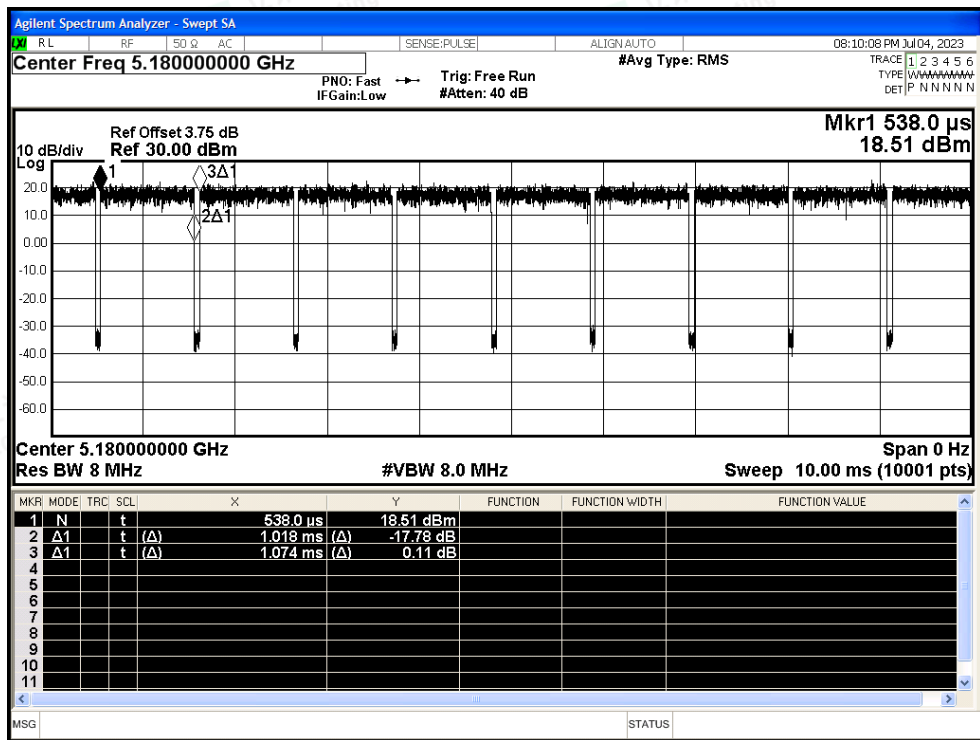 Agilent Spectrum Analyzer - Swept SA
LXI RL RF 50 Ω AC SENSE:PULSE ALIGN AUTO 08:10:08 PM Jul 04, 2023
Center Freq 5.180000000 GHz
#Avg Type: RMS
TRACE 1 2 3 4 5 6
PNO: Fast Trig: Free Run
TYPE WWWWWW
IFGain:Low #Atten: 40 dB
DET P N N N N N
Mkr1 538.0 µs
18.51 dBm
Ref Offset 3.75 dB
10 dB/div Ref 30.00 dBm
Log
1
3Δ1
2Δ1
20.0
10.0
0.00
-10.0
-20.0
-30.0
-40.0
-50.0
-60.0
Center 5.180000000 GHz Span 0 Hz
Res BW 8 MHz #VBW 8.0 MHz Sweep 10.00 ms (10001 pts)
MKR MODE TRC SCL X Y FUNCTION FUNCTION WIDTH FUNCTION VALUE
1 N t 538.0 µs 18.51 dBm
2 Δ1 t (Δ) 1.018 ms (Δ) -17.78 dB
3 Δ1 t (Δ) 1.074 ms (Δ) 0.11 dB
4
5
6
7
8
9
10
11
MSG STATUS